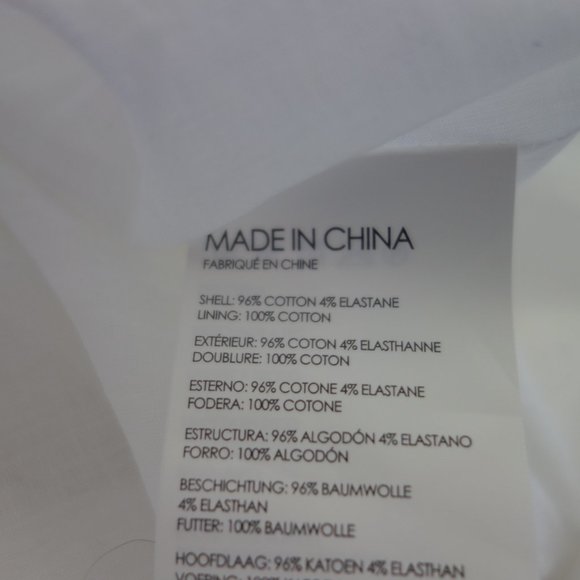 MADE IN CHINA
FABRIQUÉ EN CHINE
SHELL: 96% COTTON 4% ELASTANE
LINING: 100% COTTON
EXTÉRIEUR: 96% COTON 4% ELASTHANNE
DOUBLURE: 100% COTON
ESTERNO: 96% COTONE 4% ELASTANE
FODERA: 100% COTONE
ESTRUCTURA: 96% ALGODÓN 4% ELASTANO
FORRO: 100% ALGODÓN
BESCHICHTUNG: 96% BAUMWOLLE
4% ELASTHAN
FUTTER: 100% BAUMWOLLE
HOOFDLAAG: 96% KATOEN 4% ELASTHAN